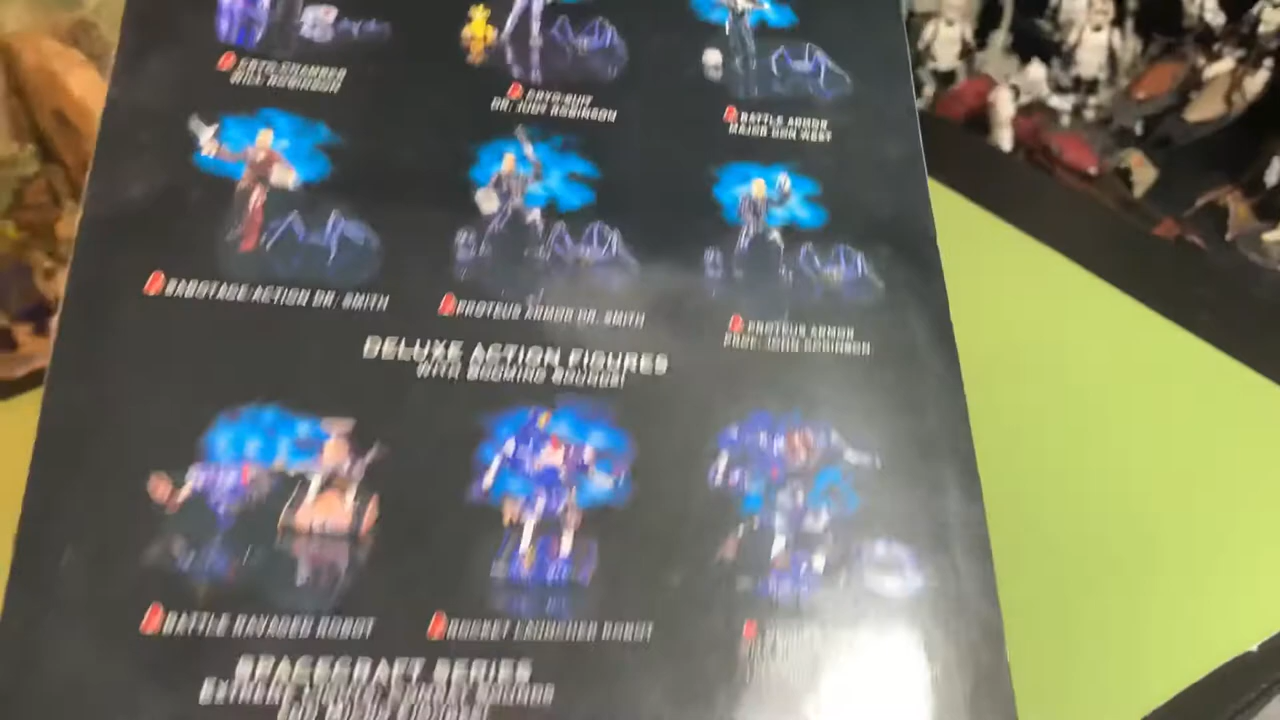 CRYO CHAMBER
WILL ROBINSON
CRYO SUIT
DR. JUDY ROBINSON
BATTLE ARMOR
MAJOR DON WEST
SABOTAGE ACTION DR. SMITH
PROTEUS ARMOR DR. SMITH
PROTEUS ARMOR
PROF. JOHN ROBINSON
DELUXE ACTION FIGURES
WITH
BATTLE RAVAGED ROBOT
ROCKET LAUNCHER ROBOT
SPACECRAFT SERIES